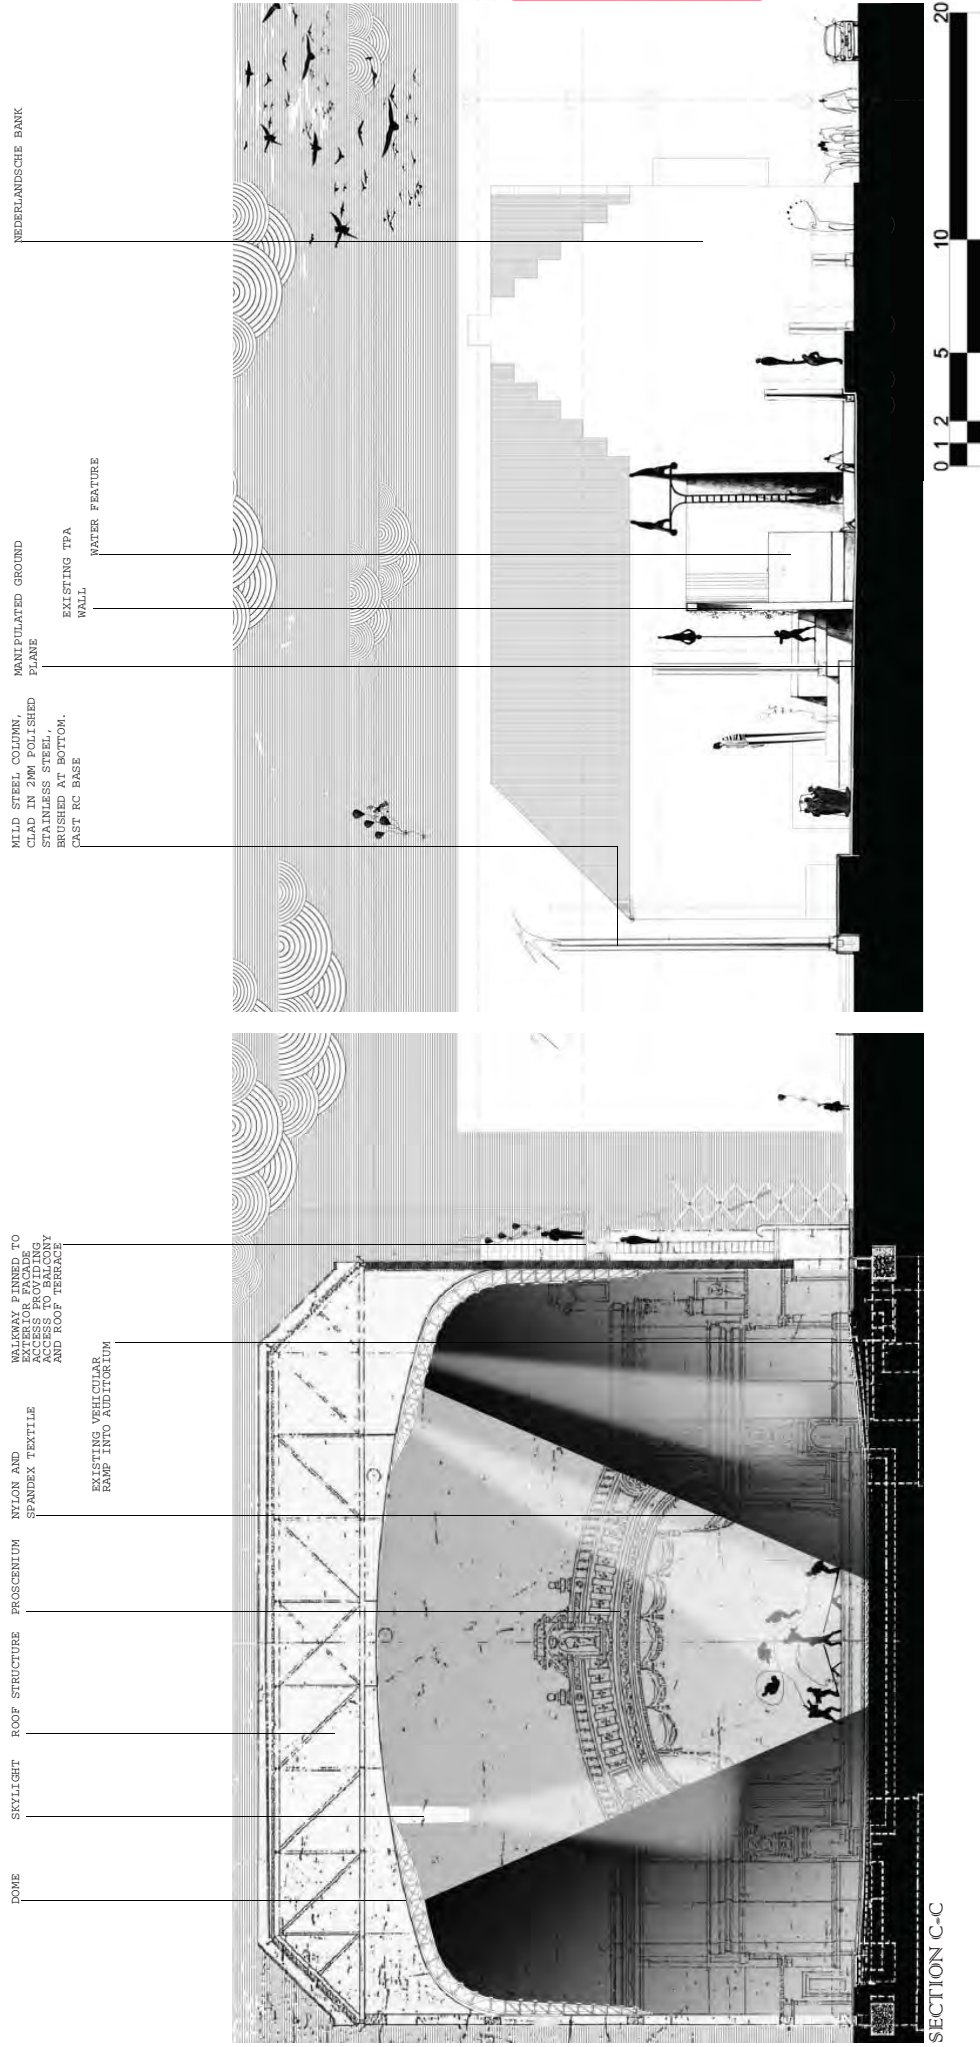 DOME
SKYLIGHT
ROOF STRUCTURE
PROSCENIUM
NYLON AND
SPANDEX TEXTILE
EXISTING VEHICULAR
RAMP INTO AUDITORIUM
WALKWAY PINNED TO
EXTERIOR FACADE
ACCESS PROVIDING
ACCESS TO BALCONY
AND ROOF TERRACE
MILD STEEL COLUMN,
CLAD IN 2MM POLISHED
STAINLESS STEEL,
BRUSHED AT BOTTOM.
CAST RC BASE
MANIPULATED GROUND
PLANE
EXISTING TPA
WALL
WATER FEATURE
NEDERLANDSCHE BANK
SECTION C-C
0 1 2 5 10 20